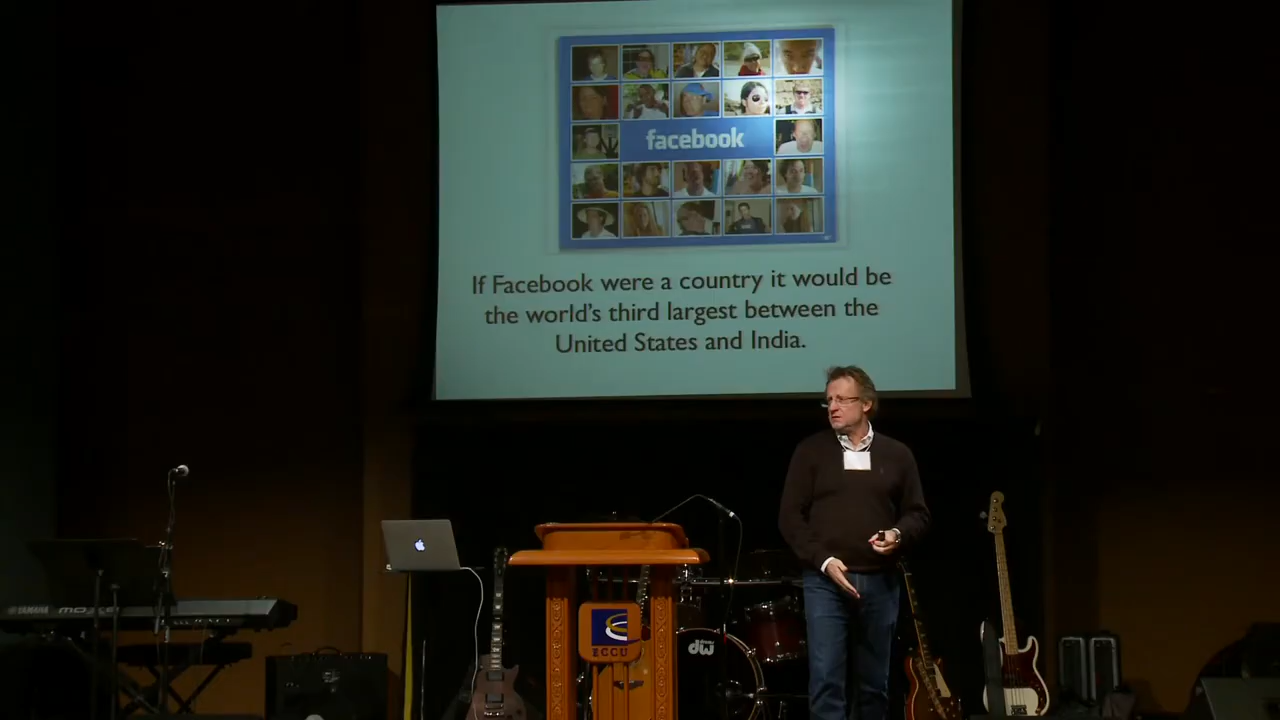 facebook
If Facebook were a country it would be
the world's third largest between the
United States and India.
YAMAHA
ECCU
dw